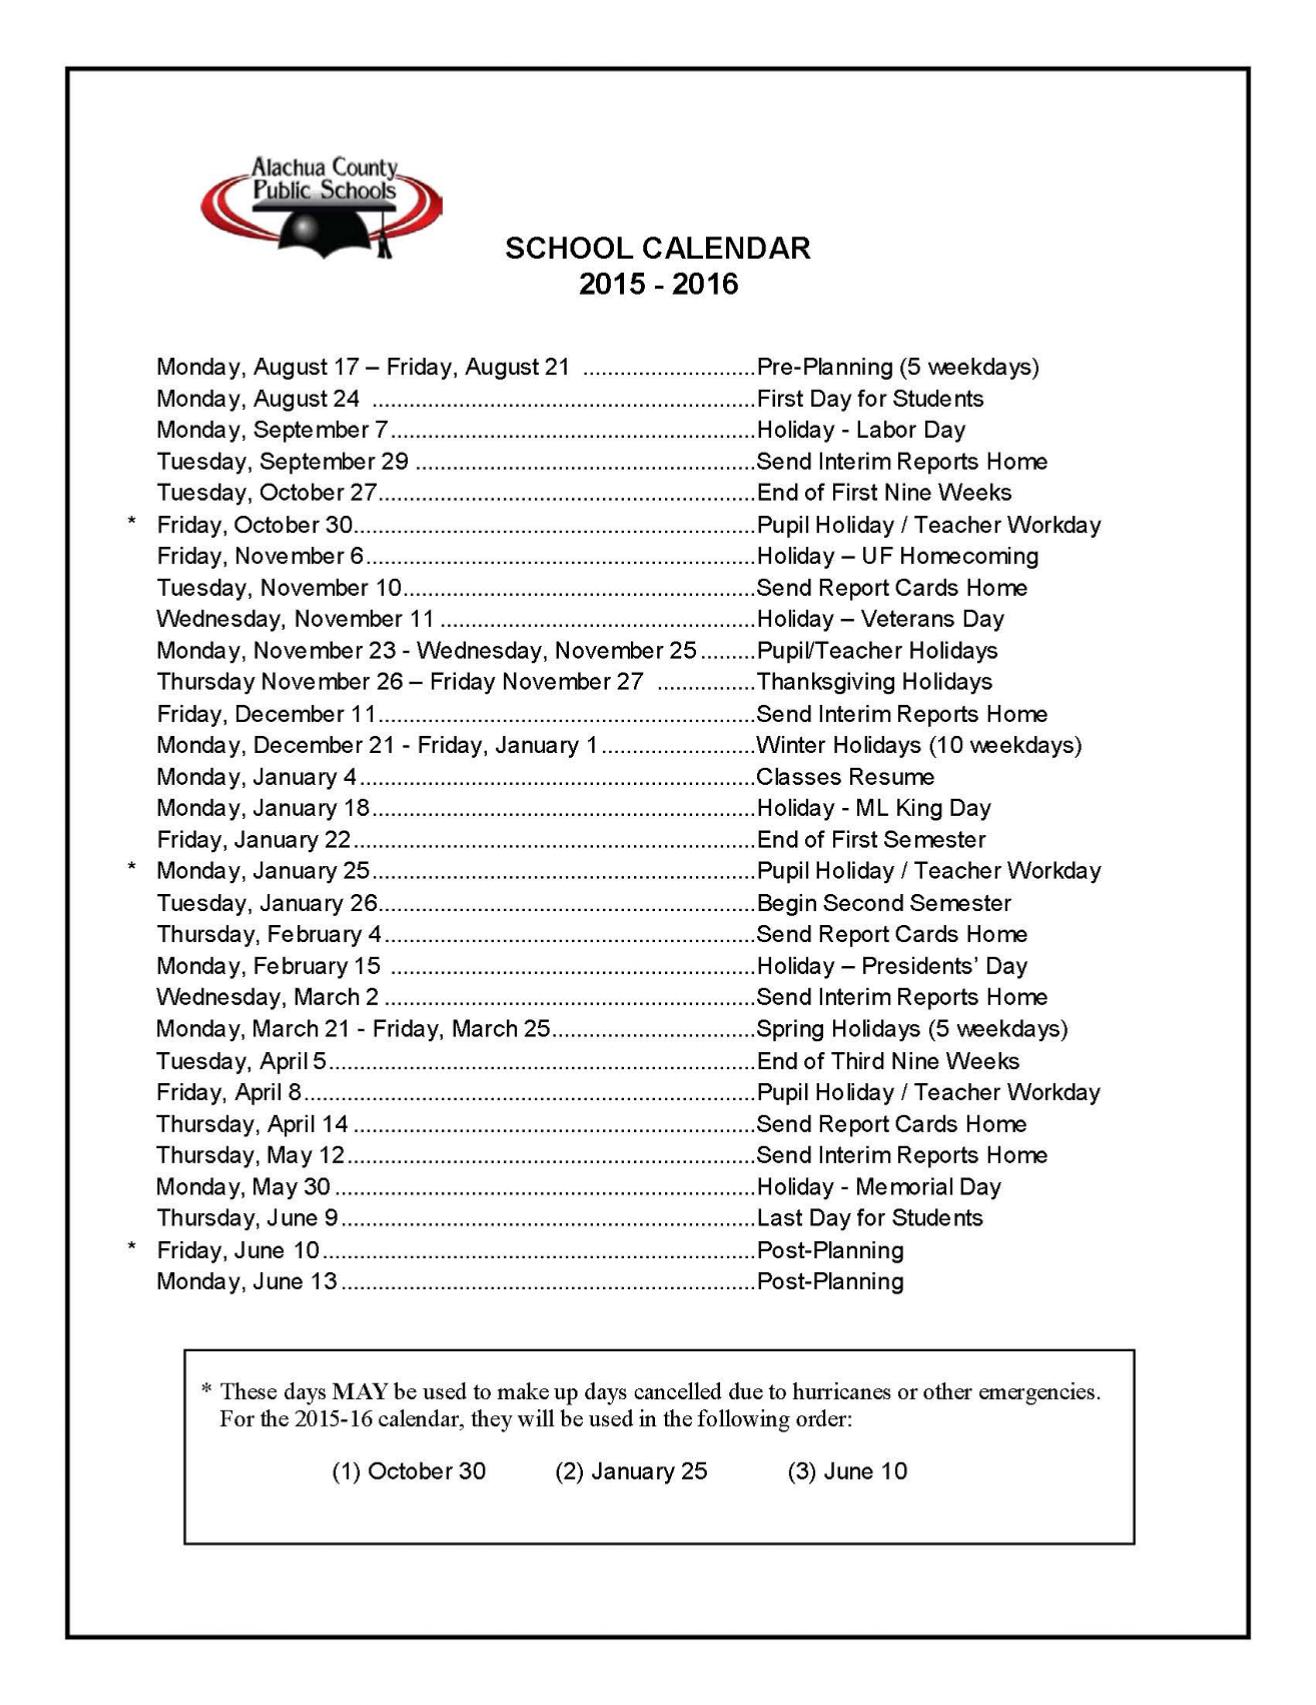 Alachua County
Public Schools
SCHOOL CALENDAR
2015 - 2016
Monday, August 17 – Friday, August 21 ............................Pre-Planning (5 weekdays)
Monday, August 24 ..............................................................First Day for Students
Monday, September 7...........................................................Holiday - Labor Day
Tuesday, September 29 .......................................................Send Interim Reports Home
Tuesday, October 27.............................................................End of First Nine Weeks
* Friday, October 30.................................................................Pupil Holiday / Teacher Workday
Friday, November 6...............................................................Holiday – UF Homecoming
Tuesday, November 10.........................................................Send Report Cards Home
Wednesday, November 11 ...................................................Holiday – Veterans Day
Monday, November 23 - Wednesday, November 25.........Pupil/Teacher Holidays
Thursday November 26 – Friday November 27 ................Thanksgiving Holidays
Friday, December 11.............................................................Send Interim Reports Home
Monday, December 21 - Friday, January 1.........................Winter Holidays (10 weekdays)
Monday, January 4................................................................Classes Resume
Monday, January 18..............................................................Holiday - ML King Day
Friday, January 22.................................................................End of First Semester
* Monday, January 25..............................................................Pupil Holiday / Teacher Workday
Tuesday, January 26.............................................................Begin Second Semester
Thursday, February 4............................................................Send Report Cards Home
Monday, February 15 ...........................................................Holiday – Presidents’ Day
Wednesday, March 2 ............................................................Send Interim Reports Home
Monday, March 21 - Friday, March 25.................................Spring Holidays (5 weekdays)
Tuesday, April 5.....................................................................End of Third Nine Weeks
Friday, April 8.........................................................................Pupil Holiday / Teacher Workday
Thursday, April 14 .................................................................Send Report Cards Home
Thursday, May 12..................................................................Send Interim Reports Home
Monday, May 30 ....................................................................Holiday - Memorial Day
Thursday, June 9...................................................................Last Day for Students
* Friday, June 10......................................................................Post-Planning
Monday, June 13...................................................................Post-Planning
* These days MAY be used to make up days cancelled due to hurricanes or other emergencies.
For the 2015-16 calendar, they will be used in the following order:
(1) October 30 (2) January 25 (3) June 10